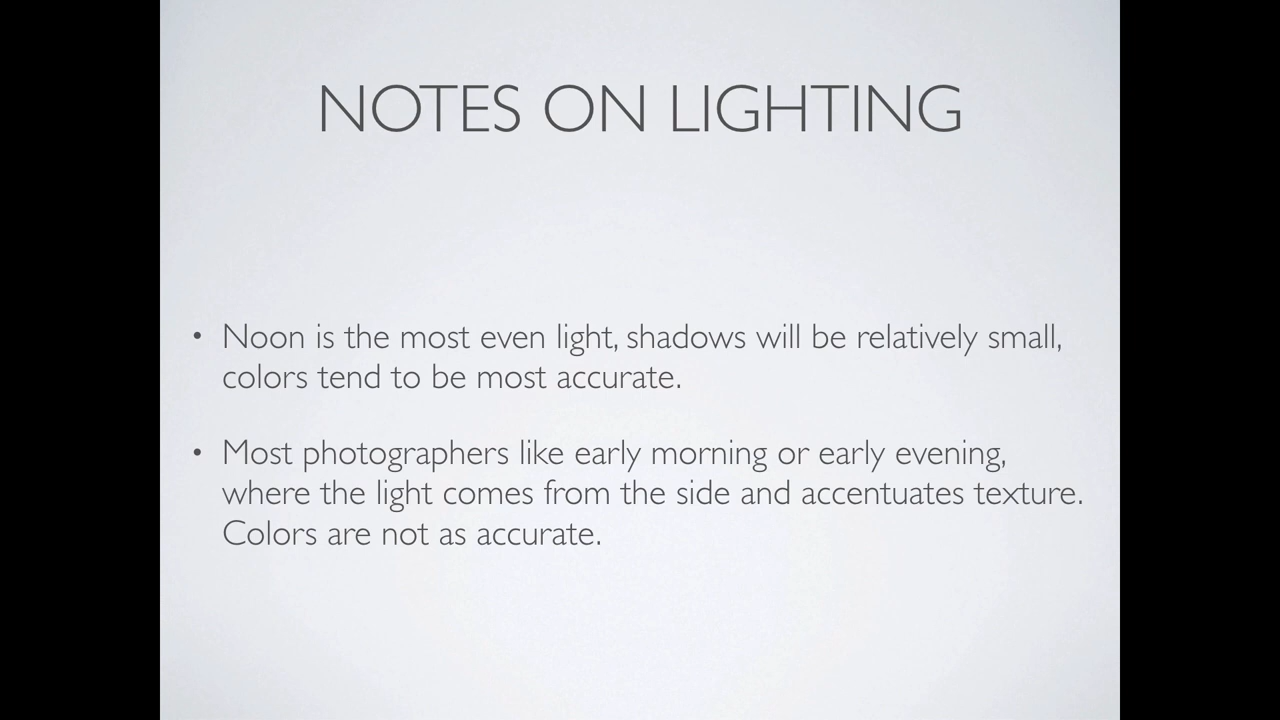 NOTES ON LIGHTING
• Noon is the most even light, shadows will be relatively small,
colors tend to be most accurate.
• Most photographers like early morning or early evening,
where the light comes from the side and accentuates texture.
Colors are not as accurate.